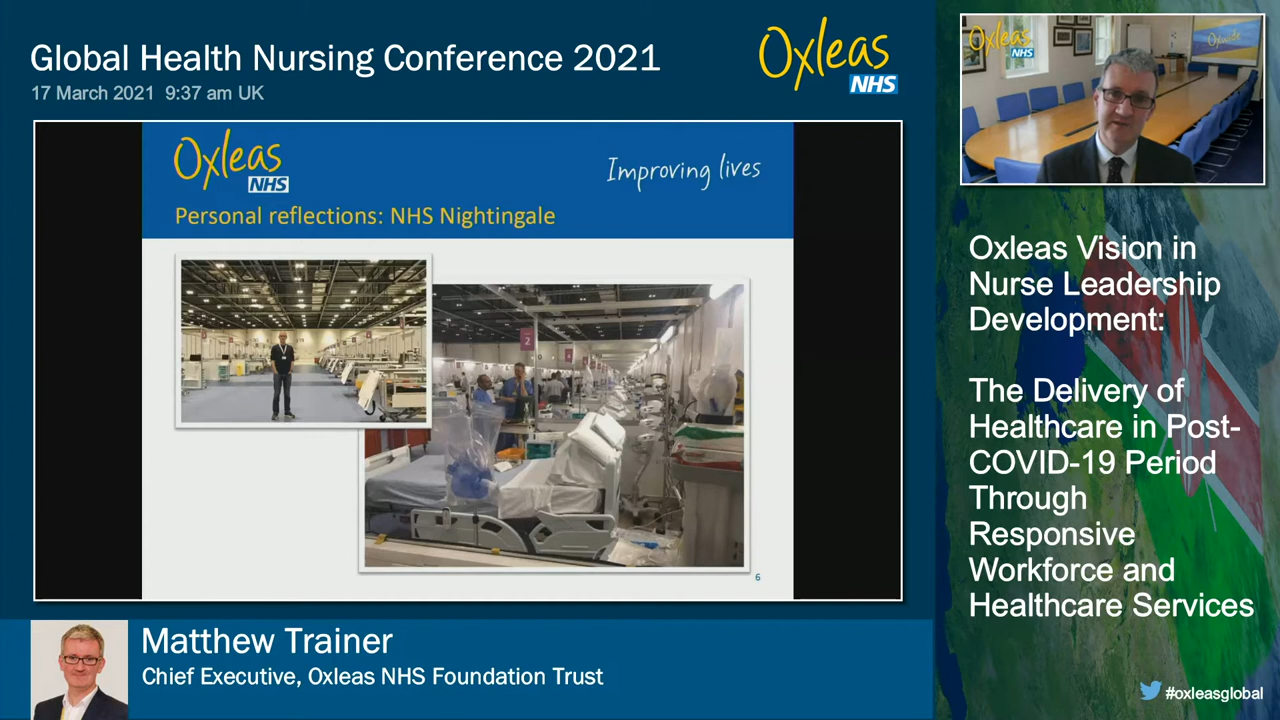 Global Health Nursing Conference 2021
17 March 2021 9:37 am UK
Oxleas
NHS
Oxleas
NHS
Improving lives
Personal reflections: NHS Nightingale
2
6
Matthew Trainer
Chief Executive, Oxleas NHS Foundation Trust
Oxleas
NHS
Oxleas Vision in
Nurse Leadership
Development:
The Delivery of
Healthcare in Post-
COVID-19 Period
Through
Responsive
Workforce and
Healthcare Services
#oxleasglobal